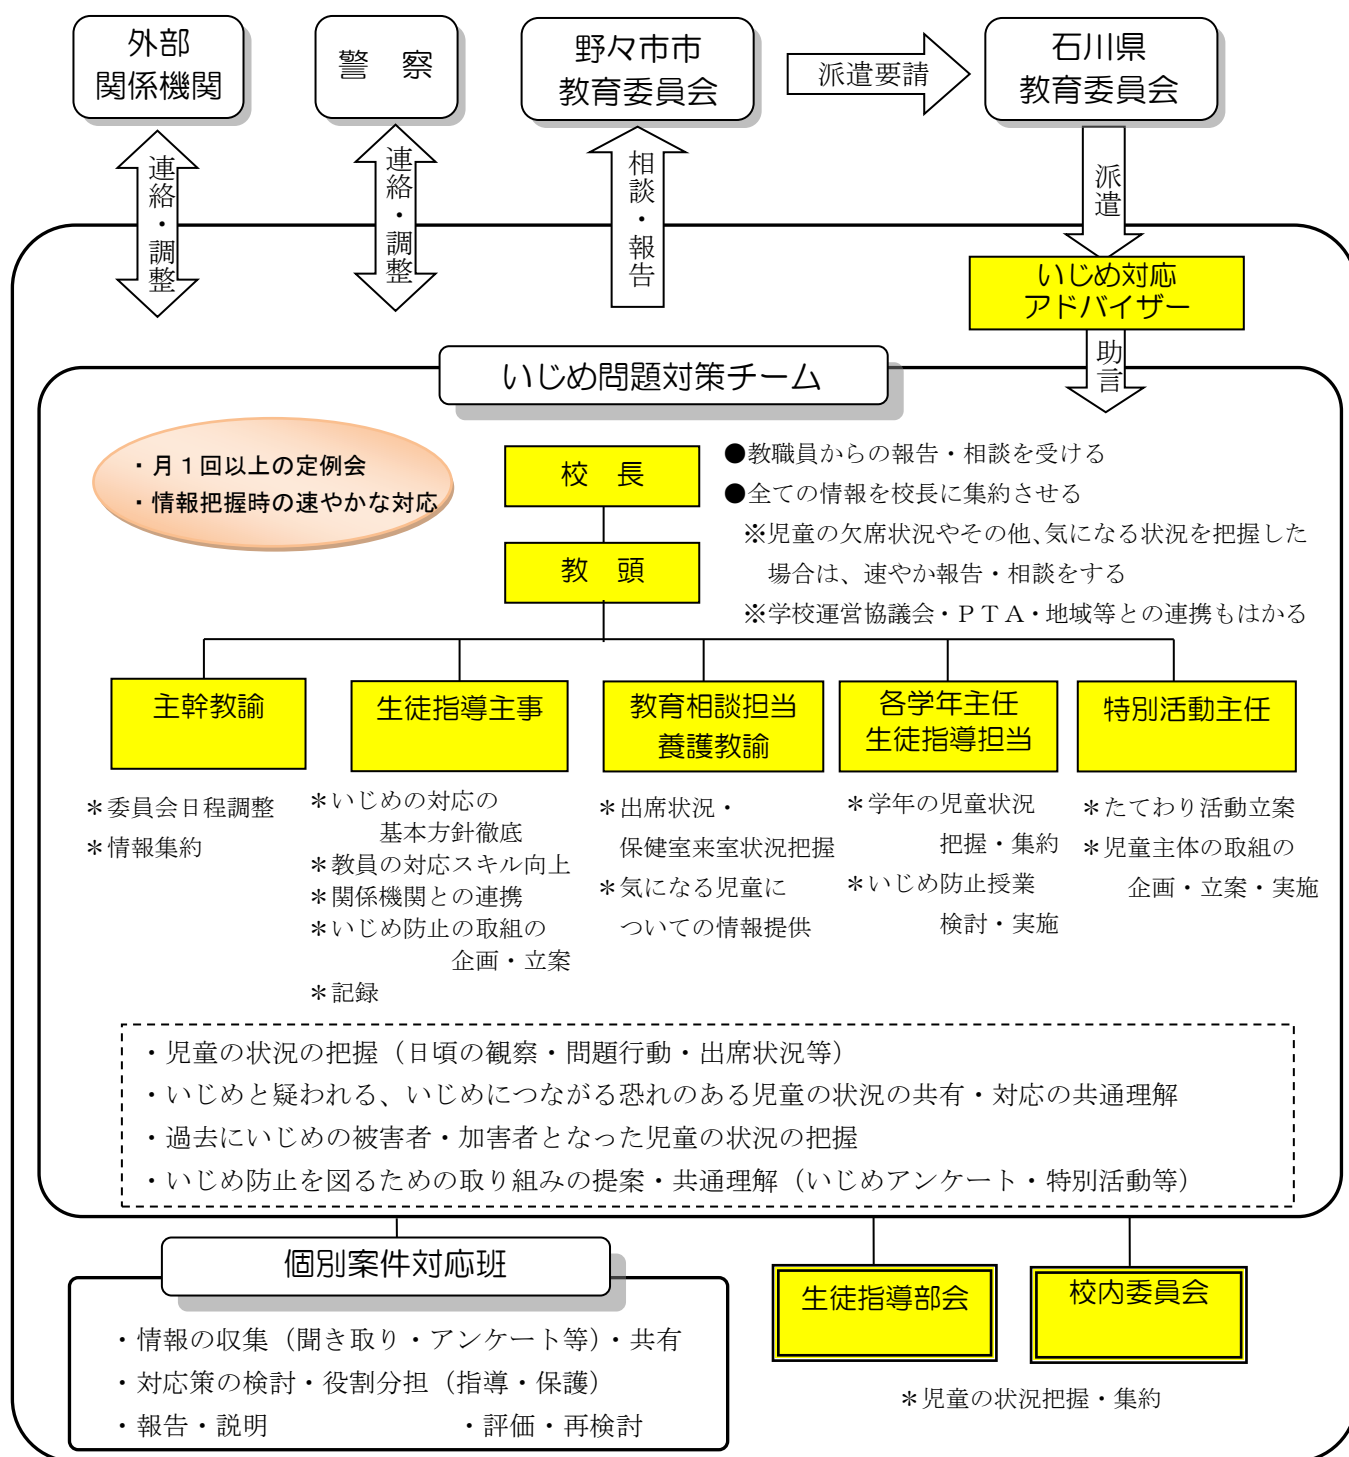 外部
関係機関
警　察
野々市市
教育委員会
派遣要請
石川県
教育委員会
連絡・調整
連絡・調整
相談・報告
派遣
いじめ対応
アドバイザー
助言
いじめ問題対策チーム
・月１回以上の定例会
・情報把握時の速やかな対応
校　長
教　頭
●教職員からの報告・相談を受ける
●全ての情報を校長に集約させる
※児童の欠席状況やその他、気になる状況を把握した
場合は、速やか報告・相談をする
※学校運営協議会・ＰＴＡ・地域等との連携もはかる
主幹教諭
＊委員会日程調整
＊情報集約
生徒指導主事
＊いじめの対応の
基本方針徹底
＊教員の対応スキル向上
＊関係機関との連携
＊いじめ防止の取組の
企画・立案
＊記録
教育相談担当
養護教諭
＊出席状況・
保健室来室状況把握
＊気になる児童に
ついての情報提供
各学年主任
生徒指導担当
＊学年の児童状況
把握・集約
＊いじめ防止授業
検討・実施
特別活動主任
＊たてわり活動立案
＊児童主体の取組の
企画・立案・実施
・児童の状況の把握（日頃の観察・問題行動・出席状況等）
・いじめと疑われる、いじめにつながる恐れのある児童の状況の共有・対応の共通理解
・過去にいじめの被害者・加害者となった児童の状況の把握
・いじめ防止を図るための取り組みの提案・共通理解（いじめアンケート・特別活動等）
個別案件対応班
・情報の収集（聞き取り・アンケート等）・共有
・対応策の検討・役割分担（指導・保護）
・報告・説明　　　　　　　・評価・再検討
生徒指導部会
校内委員会
＊児童の状況把握・集約